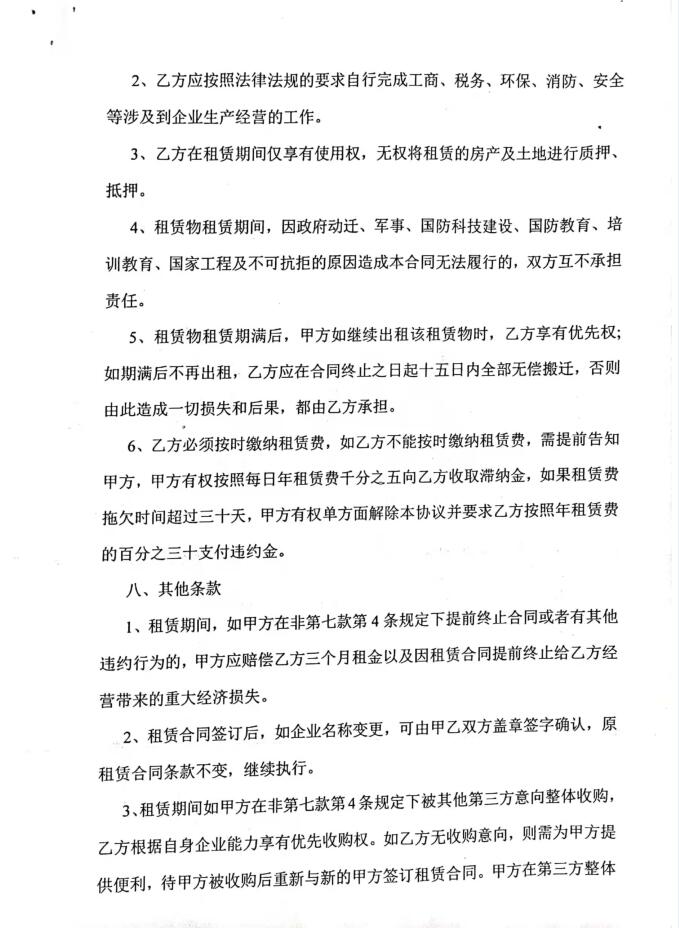 2、乙方应按照法律法规的要求自行完成工商、税务、环保、消防、安全
等涉及到企业生产经营的工作。
3、乙方在租赁期间仅享有使用权，无权将租赁的房产及土地进行质押、
抵押。
4、租赁物租赁期间，因政府动迁、军事、国防科技建设、国防教育、培
训教育、国家工程及不可抗拒的原因造成本合同无法履行的，双方互不承担
责任。
5、租赁物租赁期满后，甲方如继续出租该租赁物时，乙方享有优先权；
如期满后不再出租，乙方应在合同终止之日起十五日内全部无偿搬迁，否则
由此造成一切损失和后果，都由乙方承担。
6、乙方必须按时缴纳租赁费，如乙方不能按时缴纳租赁费，需提前告知
甲方，甲方有权按照每日年租赁费千分之五向乙方收取滞纳金，如果租赁费
拖欠时间超过三十天，甲方有权单方面解除本协议并要求乙方按照年租赁费
的百分之三十支付违约金。
八、其他条款
1、租赁期间，如甲方在非第七款第4条规定下提前终止合同或者有其他
违约行为的，甲方应赔偿乙方三个月租金以及因租赁合同提前终止给乙方经
营带来的重大经济损失。
2、租赁合同签订后，如企业名称变更，可由甲乙双方盖章签字确认，原
租赁合同条款不变，继续执行。
3、租赁期间如甲方在非第七款第4条规定下被其他第三方意向整体收购，
乙方根据自身企业能力享有优先收购权。如乙方无收购意向，则需为甲方提
供便利，待甲方被收购后重新与新的甲方签订租赁合同。甲方在第三方整体